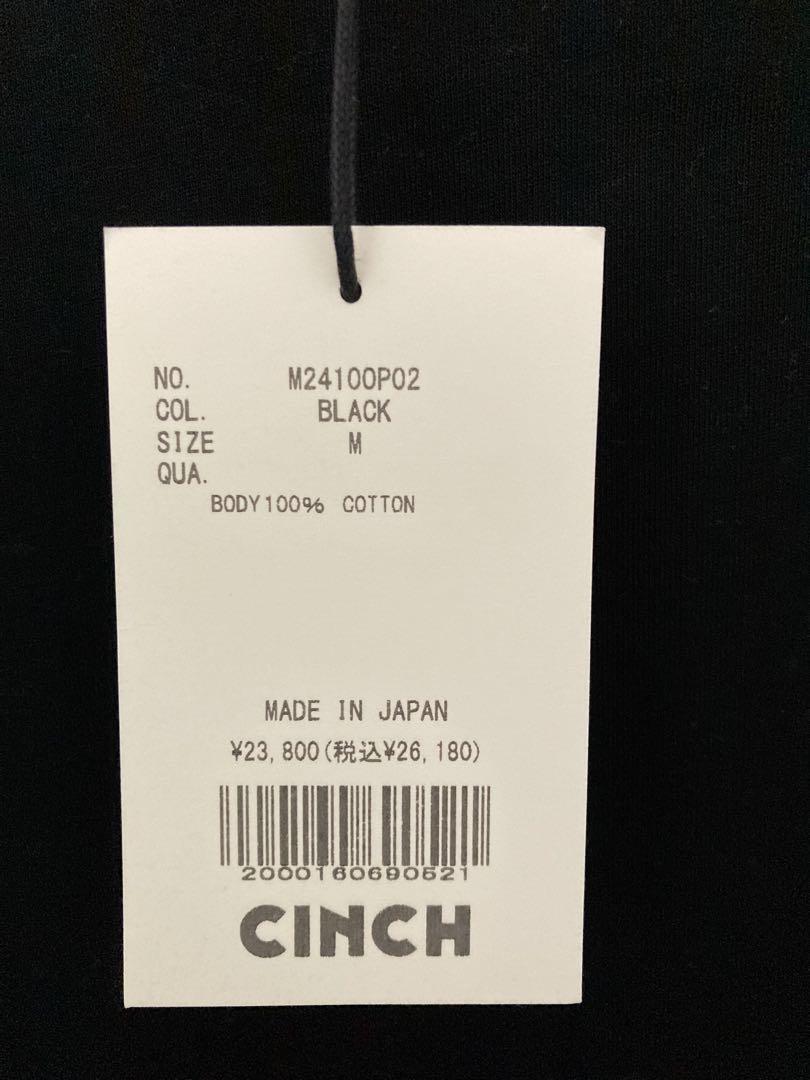 NO. M24100P02
COL. BLACK
SIZE M
QUA.
BODY100% COTTON
MADE IN JAPAN
¥23,800(税込¥26,180)
2000160690521
CINCH